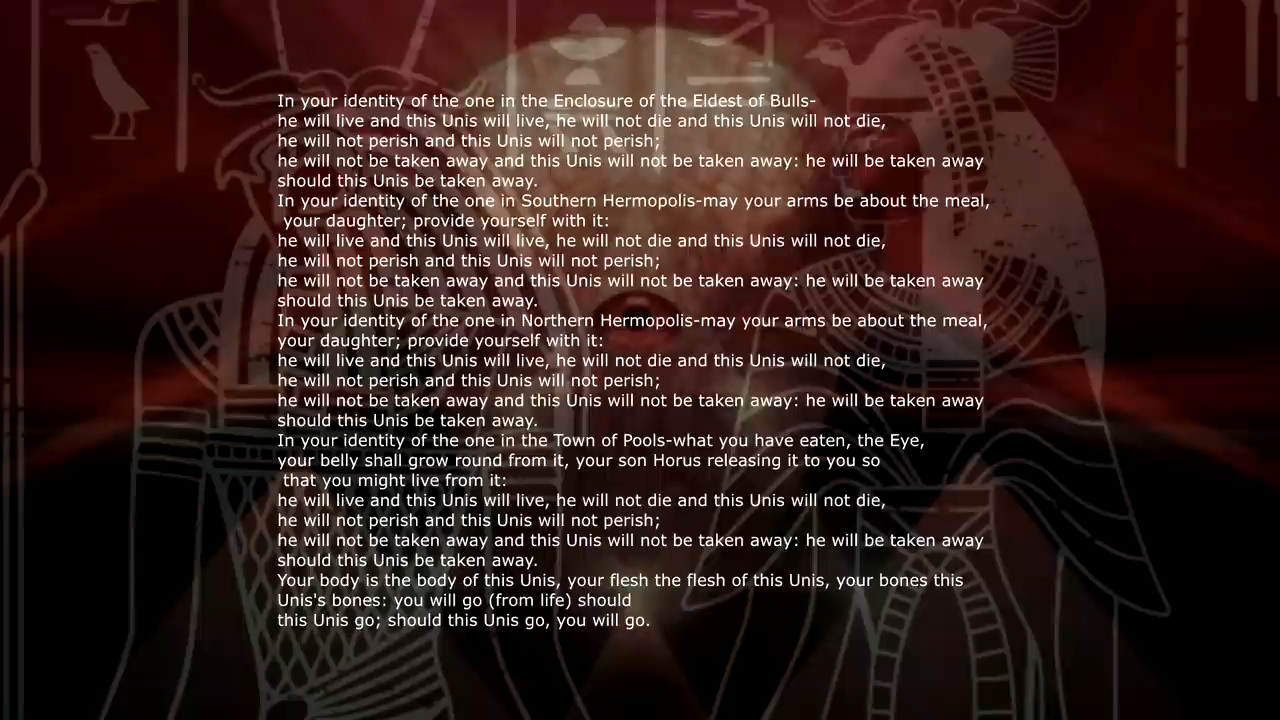 In your identity of the one in the Enclosure of the Eldest of Bulls-
he will live and this Unis will live, he will not die and this Unis will not die,
he will not perish and this Unis will not perish;
he will not be taken away and this Unis will not be taken away: he will be taken away
should this Unis be taken away.
In your identity of the one in Southern Hermopolis-may your arms be about the meal,
your daughter; provide yourself with it:
he will live and this Unis will live, he will not die and this Unis will not die,
he will not perish and this Unis will not perish;
he will not be taken away and this Unis will not be taken away: he will be taken away
should this Unis be taken away.
In your identity of the one in Northern Hermopolis-may your arms be about the meal,
your daughter; provide yourself with it:
he will live and this Unis will live, he will not die and this Unis will not die,
he will not perish and this Unis will not perish;
he will not be taken away and this Unis will not be taken away: he will be taken away
should this Unis be taken away.
In your identity of the one in the Town of Pools-what you have eaten, the Eye,
your belly shall grow round from it, your son Horus releasing it to you so
that you might live from it:
he will live and this Unis will live, he will not die and this Unis will not die,
he will not perish and this Unis will not perish;
he will not be taken away and this Unis will not be taken away: he will be taken away
should this Unis be taken away.
Your body is the body of this Unis, your flesh the flesh of this Unis, your bones this
Unis's bones: you will go (from life) should
this Unis go; should this Unis go, you will go.